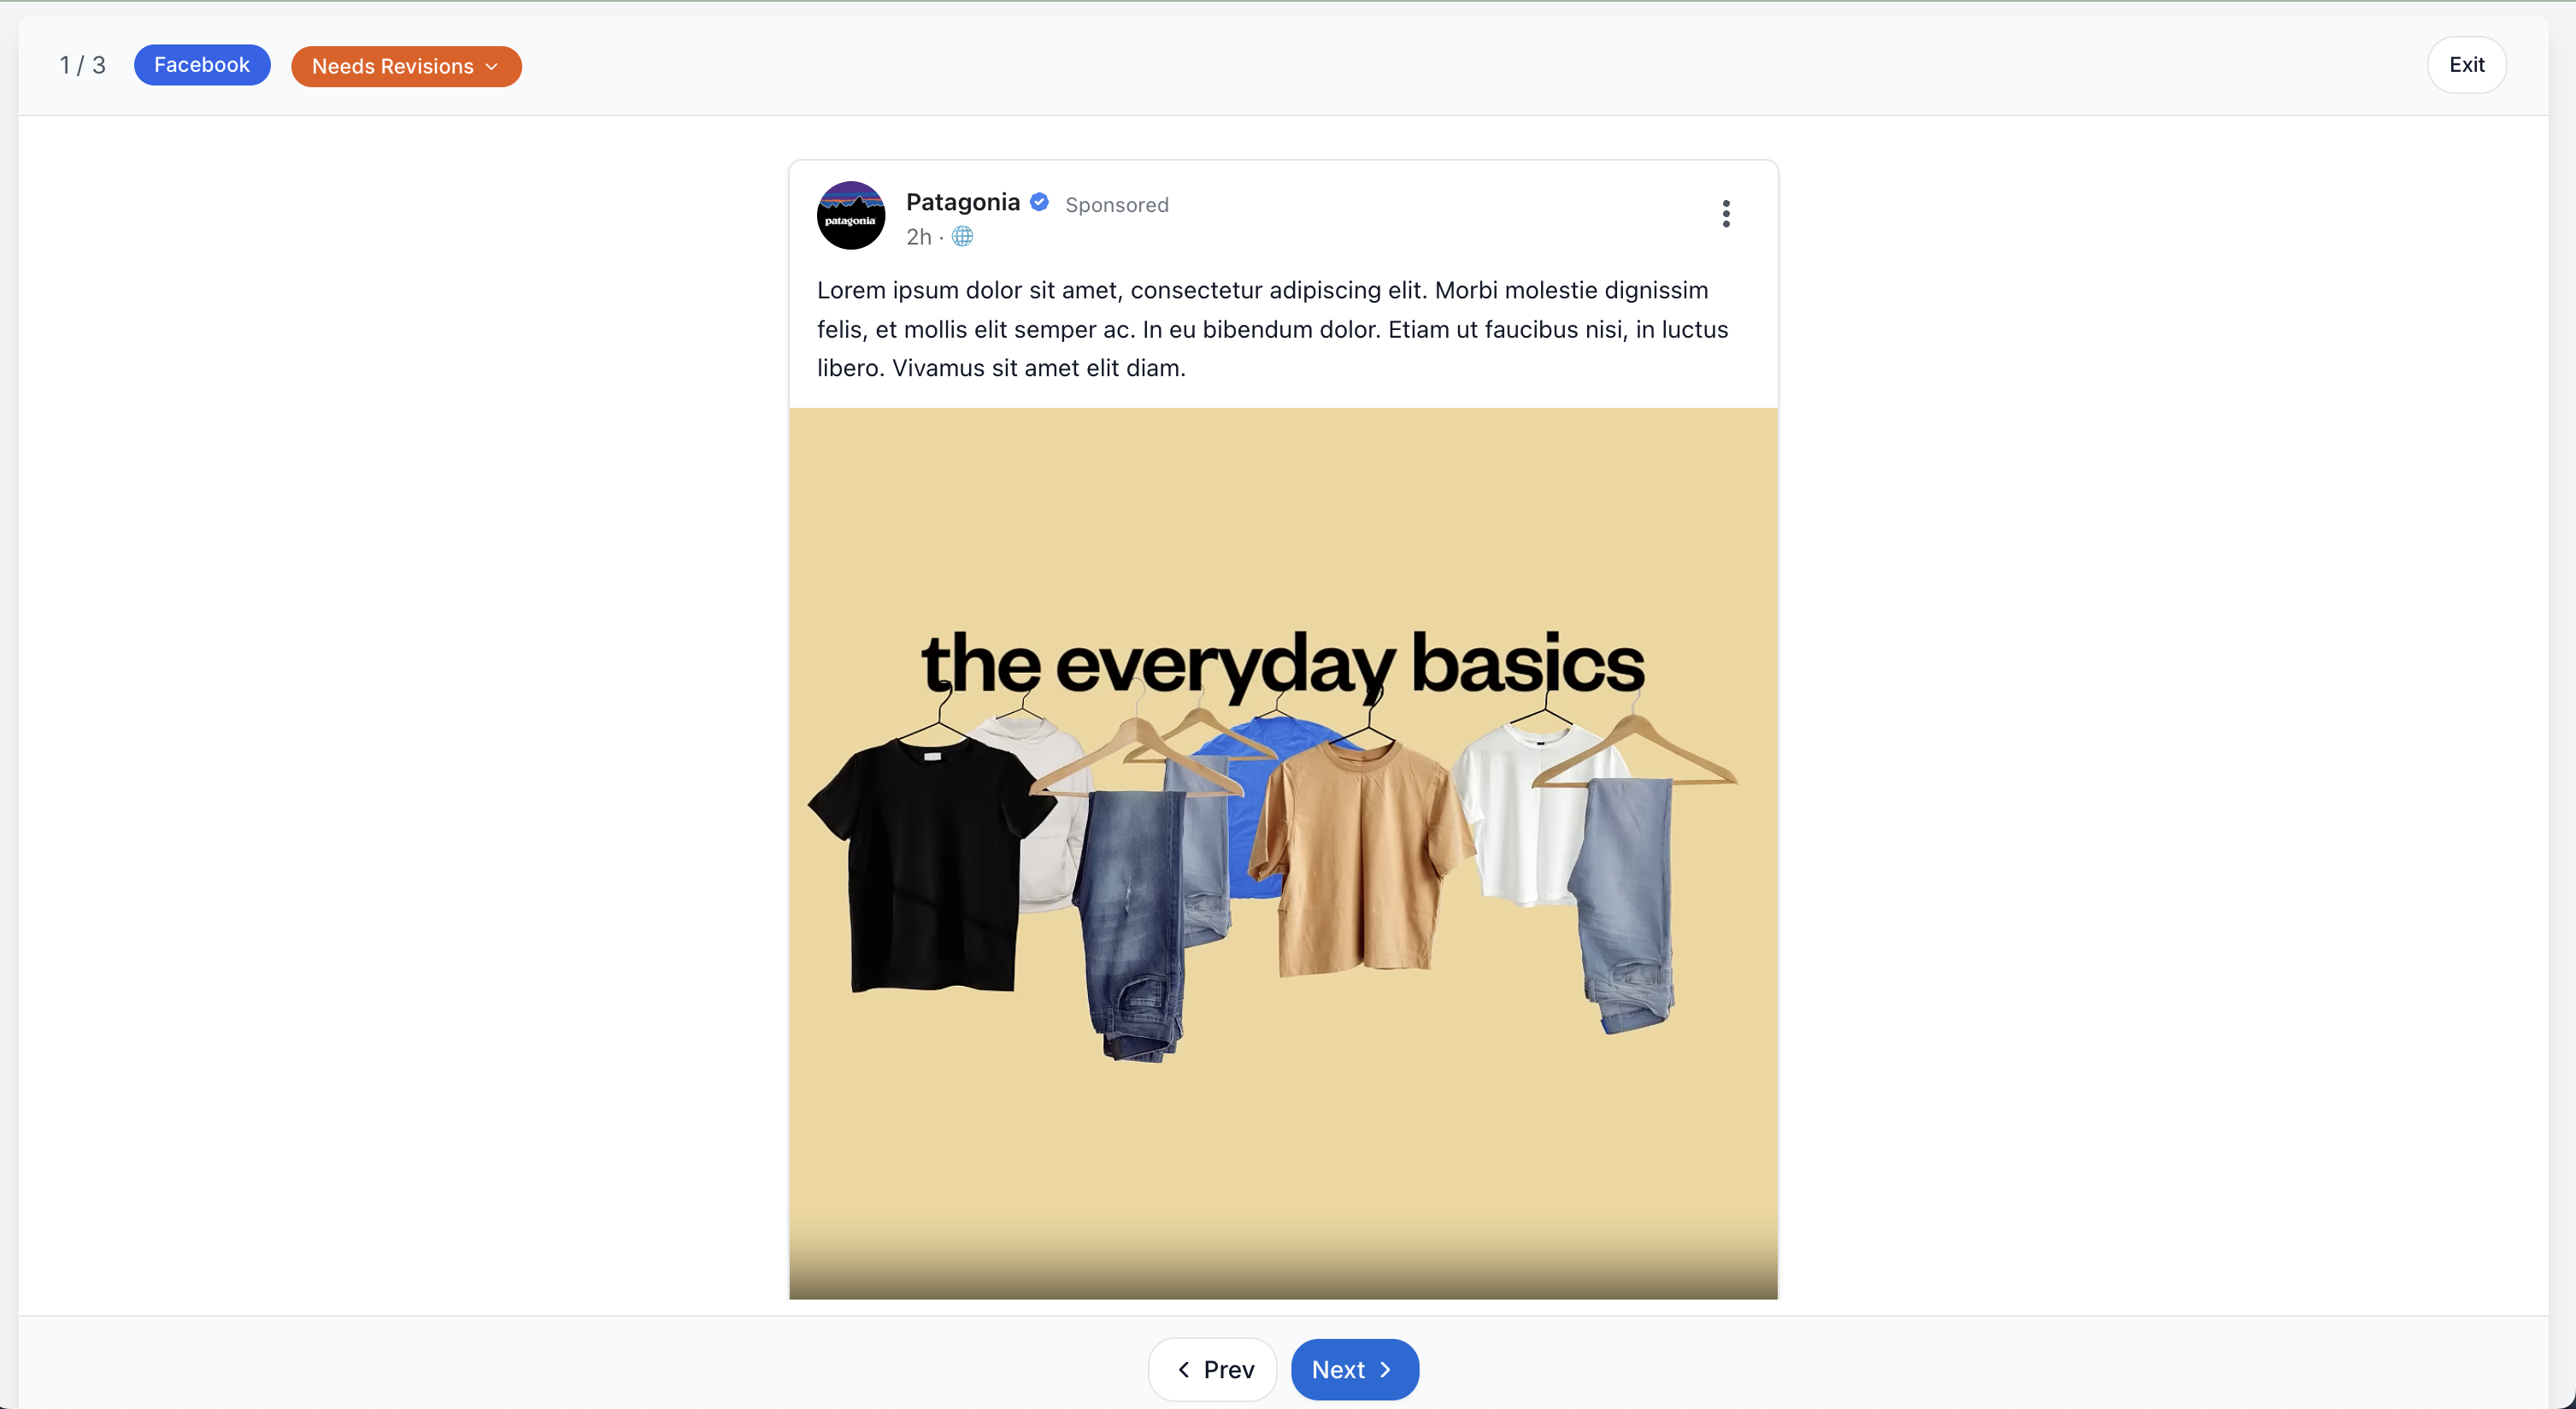 1 / 3 Facebook Needs Revisions Exit
Patagonia Sponsored
patagonia
2h ·
Lorem ipsum dolor sit amet, consectetur adipiscing elit. Morbi molestie dignissim
felis, et mollis elit semper ac. In eu bibendum dolor. Etiam ut faucibus nisi, in luctus
libero. Vivamus sit amet elit diam.
the everyday basics
Prev Next